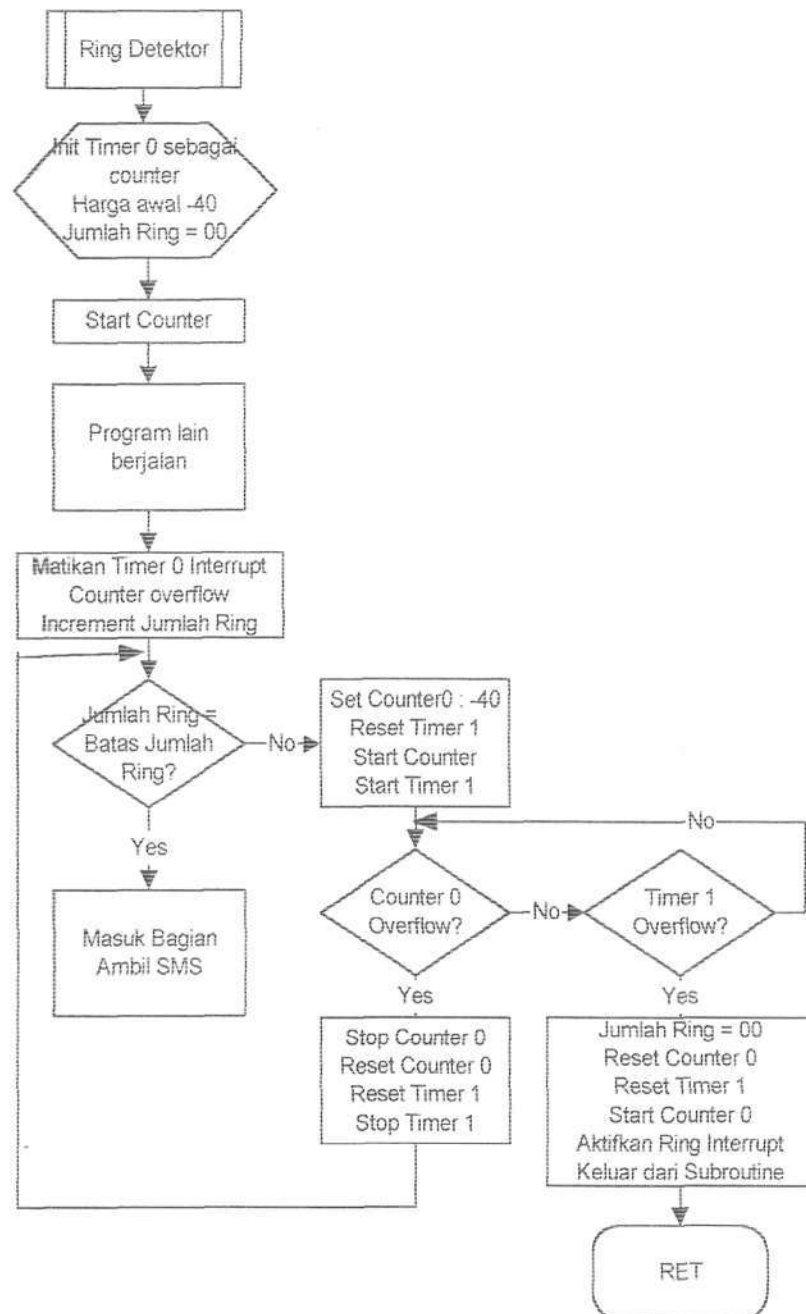 Ring Detektor
Init Timer 0 sebagai
counter
Harga awal -40
Jumlah Ring = 00
Start Counter
Program lain
berjalan
Matikan Timer 0 Interrupt
Counter overflow
Increment Jumlah Ring
Jumlah Ring =
Batas Jumlah
Ring?
No
Yes
Masuk Bagian
Ambil SMS
Set Counter0 : -40
Reset Timer 1
Start Counter
Start Timer 1
No
Counter 0
Overflow?
No
Timer 1
Overflow?
Yes
Stop Counter 0
Reset Counter 0
Reset Timer 1
Stop Timer 1
Yes
Jumlah Ring = 00
Reset Counter 0
Reset Timer 1
Start Counter 0
Aktifkan Ring Interrupt
Keluar dari Subroutine
RET